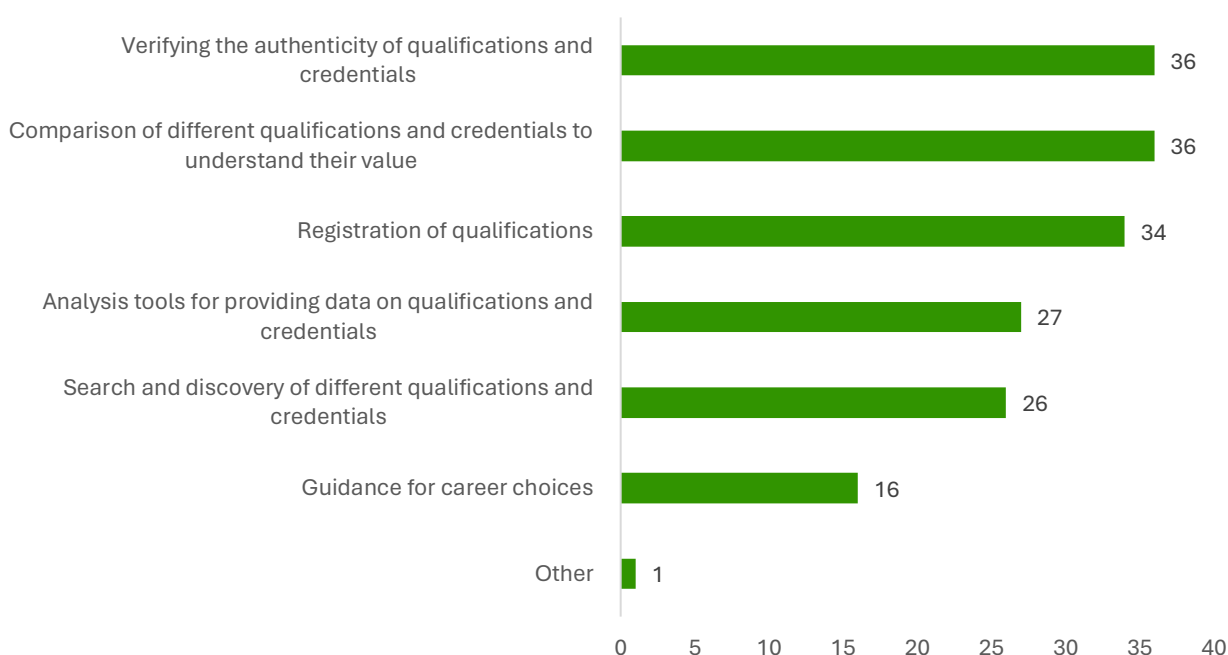 Verifying the authenticity of qualifications and
credentials
36
Comparison of different qualifications and credentials to
understand their value
36
Registration of qualifications
34
Analysis tools for providing data on qualifications and
credentials
27
Search and discovery of different qualifications and
credentials
26
Guidance for career choices
16
Other
1
0 5 10 15 20 25 30 35 40